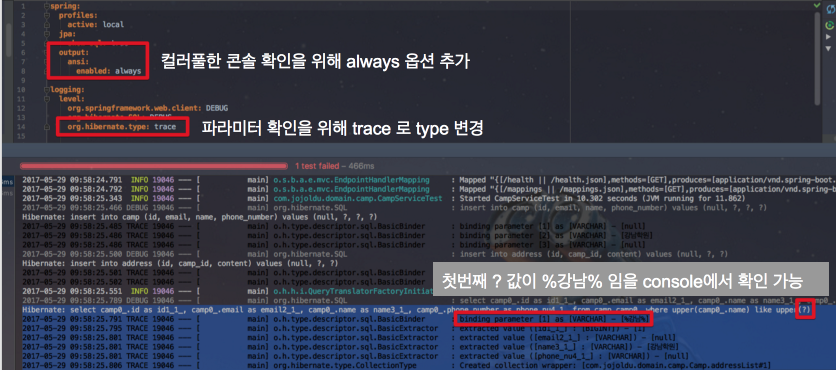 1 spring:
2 profiles:
3 active: local
4 jpa:
6 output:
7 ansi:
8 enabled: always
9
10 logging:
11 level:
12 org.springframework.web.client: DEBUG
14 org.hibernate.type: trace
컬러풀한 콘솔 확인을 위해 always 옵션 추가
파라미터 확인을 위해 trace 로 type 변경
1 test failed – 466ms
2017-05-29 09:58:24.791 INFO 19046 --- [ main] o.s.b.a.e.mvc.EndpointHandlerMapping : Mapped "{[/health || /health.json],methods=[GET],produces=[application/vnd.spring-boot.
2017-05-29 09:58:24.792 INFO 19046 --- [ main] o.s.b.a.e.mvc.EndpointHandlerMapping : Mapped "{[/mappings || /mappings.json],methods=[GET],produces=[application/vnd.spring-
2017-05-29 09:58:25.343 INFO 19046 --- [ main] com.jojoldu.domain.camp.CampServiceTest : Started CampServiceTest in 10.302 seconds (JVM running for 11.862)
2017-05-29 09:58:25.466 DEBUG 19046 --- [ main] org.hibernate.SQL : insert into camp (id, email, name, phone_number) values (null, ?, ?, ?)
Hibernate: insert into camp (id, email, name, phone_number) values (null, ?, ?, ?)
2017-05-29 09:58:25.485 TRACE 19046 --- [ main] o.h.type.descriptor.sql.BasicBinder : binding parameter [1] as [VARCHAR] - [null]
2017-05-29 09:58:25.486 TRACE 19046 --- [ main] o.h.type.descriptor.sql.BasicBinder : binding parameter [2] as [VARCHAR] - [강남학원]
2017-05-29 09:58:25.486 TRACE 19046 --- [ main] o.h.type.descriptor.sql.BasicBinder : binding parameter [3] as [VARCHAR] - [null]
2017-05-29 09:58:25.500 DEBUG 19046 --- [ main] org.hibernate.SQL : insert into address (id, camp_id, content) values (null, ?, ?)
Hibernate: insert into address (id, camp_id, content) values (null, ?, ?)
2017-05-29 09:58:25.501 TRACE 19046 --- [ main] o.h.type.descriptor.sql.BasicBinder
2017-05-29 09:58:25.502 TRACE 19046 --- [ main] o.h.type.descriptor.sql.BasicBinder
2017-05-29 09:58:25.551 INFO 19046 --- [ main] o.h.h.i.QueryTranslatorFactoryInitiat
첫번째 ? 값이 %강남% 임을 console에서 확인 가능
2017-05-29 09:58:25.789 DEBUG 19046 --- [ main] org.hibernate.SQL : select camp0_.id as id1_1_, camp0_.email as email2_1_, camp0_.name as name3_1_, camp0_
Hibernate: select camp0_.id as id1_1_, camp0_.email as email2_1_, camp0_.name as name3_1_, camp0_.phone_number as phone_nu4_1_ from camp camp0_ where upper(camp0_.name) like upper(?)
2017-05-29 09:58:25.791 TRACE 19046 --- [ main] o.h.type.descriptor.sql.BasicBinder : binding parameter [1] as [VARCHAR] - [%강남%]
2017-05-29 09:58:25.795 TRACE 19046 --- [ main] o.h.type.descriptor.sql.BasicExtractor : extracted value ([id1_1_] : [BIGINT]) - [1]
2017-05-29 09:58:25.801 TRACE 19046 --- [ main] o.h.type.descriptor.sql.BasicExtractor : extracted value ([email2_1_] : [VARCHAR]) - [null]
2017-05-29 09:58:25.801 TRACE 19046 --- [ main] o.h.type.descriptor.sql.BasicExtractor : extracted value ([name3_1_] : [VARCHAR]) - [강남학원]
2017-05-29 09:58:25.801 TRACE 19046 --- [ main] o.h.type.descriptor.sql.BasicExtractor : extracted value ([phone_nu4_1_] : [VARCHAR]) - [null]
2017-05-29 09:58:25.806 TRACE 19046 --- [ main] org.hibernate.type.CollectionType : Created collection wrapper: [com.jojoldu.domain.camp.Camp.addressList#1]